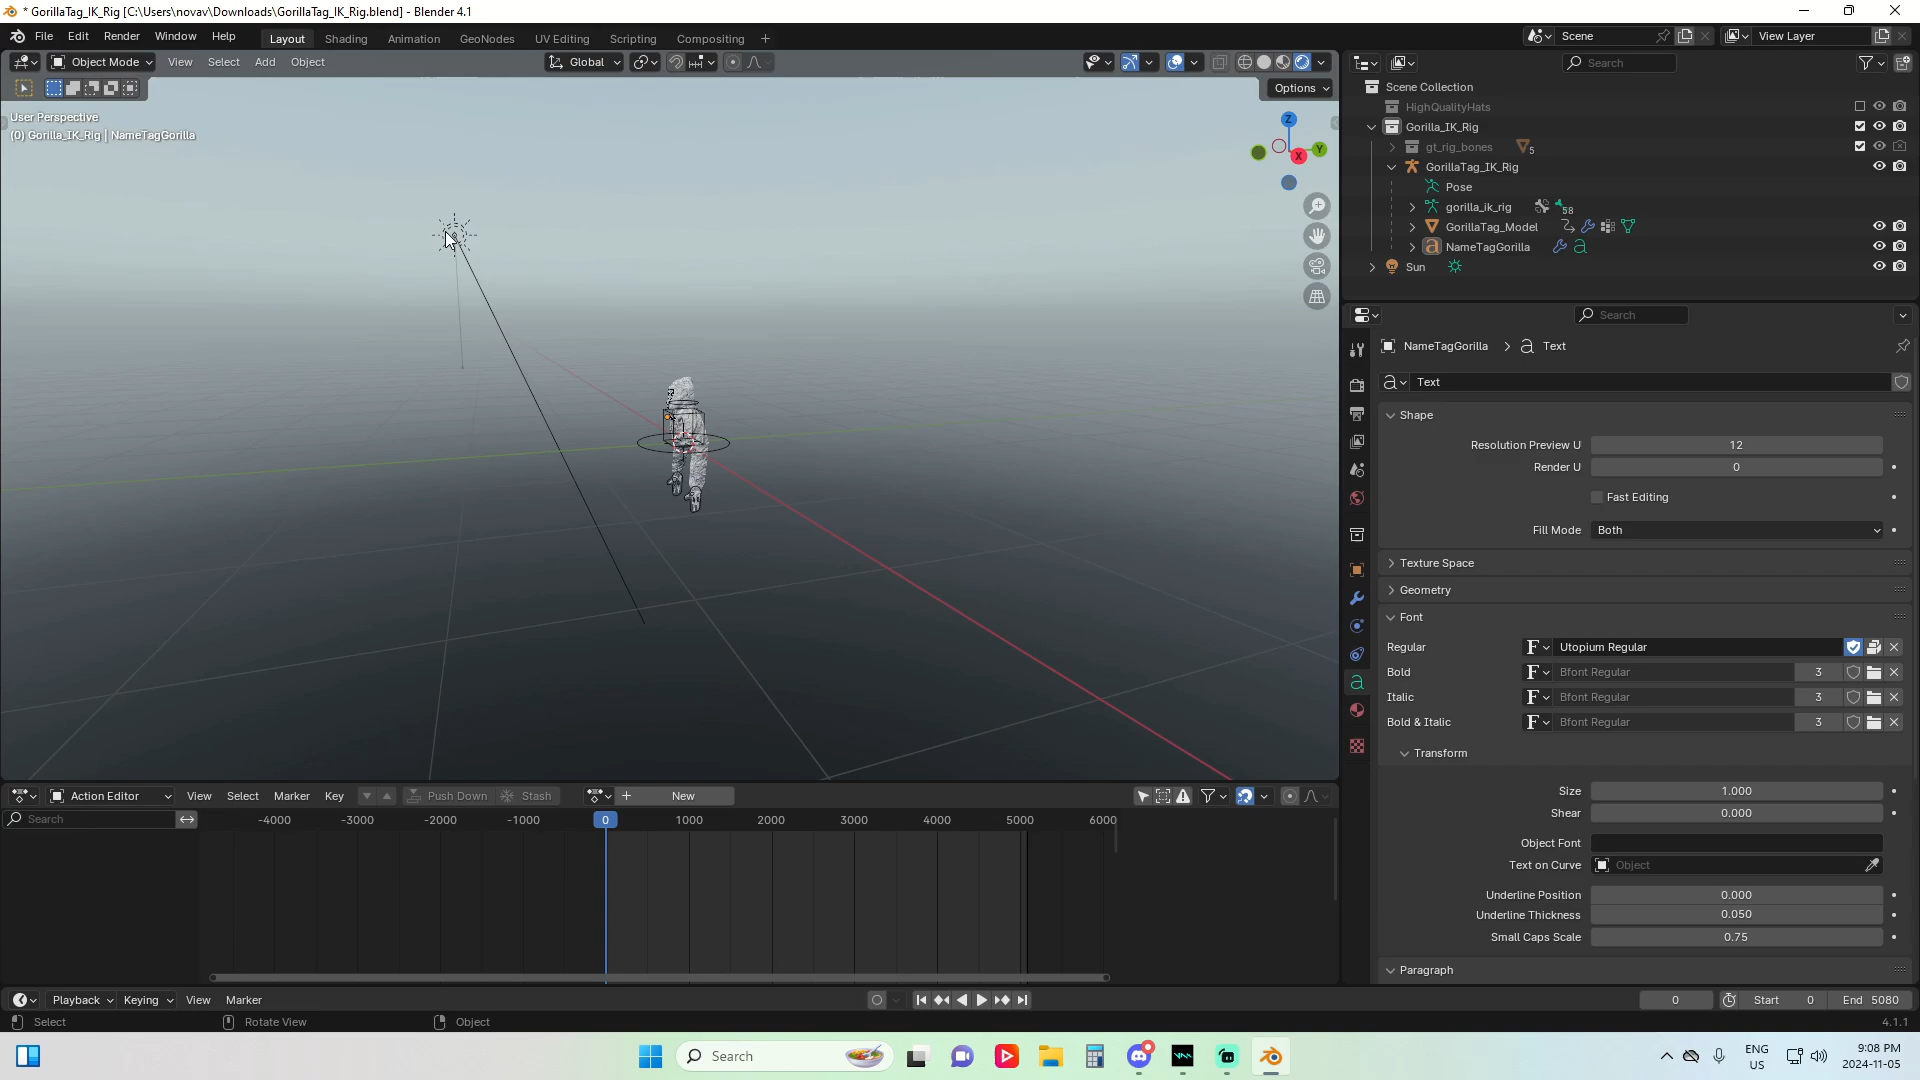 * GorillaTag_IK_Rig [C:\Users\novav\Downloads\GorillaTag_IK_Rig.blend] - Blender 4.1
File Edit Render Window Help Layout Shading Animation GeoNodes UV Editing Scripting Compositing + Scene View Layer
Object Mode View Select Add Object Global Search
Options
User Perspective
(0) Gorilla_IK_Rig | NameTagGorilla
Z
Y
X
Scene Collection
HighQualityHats
Gorilla_IK_Rig
gt_rig_bones 5
GorillaTag_IK_Rig
Pose
gorilla_ik_rig 58
GorillaTag_Model
NameTagGorilla
Sun
Search
NameTagGorilla > Text
Text
Shape
Resolution Preview U 12
Render U 0
Fast Editing
Fill Mode Both
Texture Space
Geometry
Font
Regular Utopium Regular
Bold Bfont Regular 3
Italic Bfont Regular 3
Bold & Italic Bfont Regular 3
Transform
Size 1.000
Shear 0.000
Object Font
Text on Curve Object
Underline Position 0.000
Underline Thickness 0.050
Small Caps Scale 0.75
Paragraph
Action Editor View Select Marker Key Push Down Stash New
Search -4000 -3000 -2000 -1000 0 1000 2000 3000 4000 5000 6000
Playback Keying View Marker 0 Start 0 End 5080
Select Rotate View Object 4.1.1
Search ENG US 9:08 PM 2024-11-05